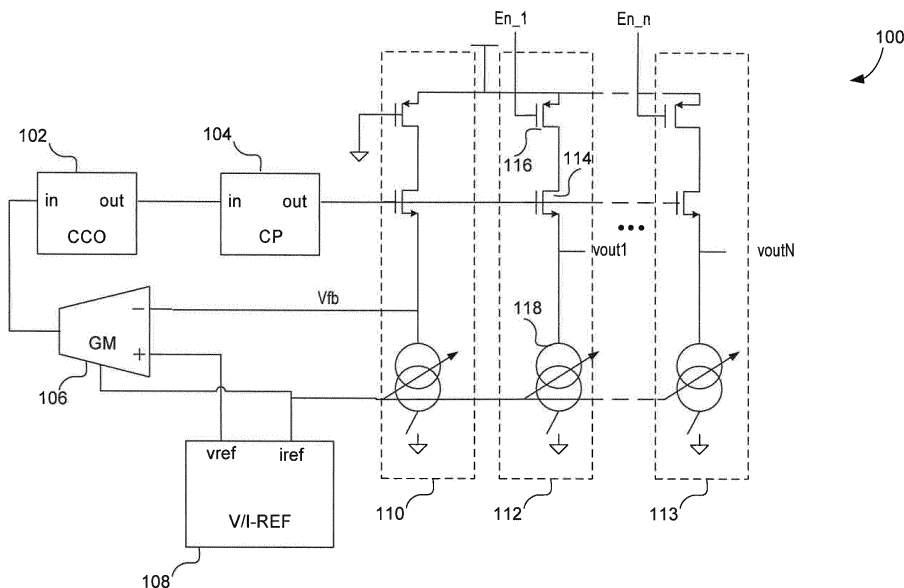 En_1
En_n
100
102
104
116
114
in out
CCO
in out
CP
•••
vout1
voutN
Vfb
118
−
GM
+
106
vref iref
V/I-REF
108
110
112
113